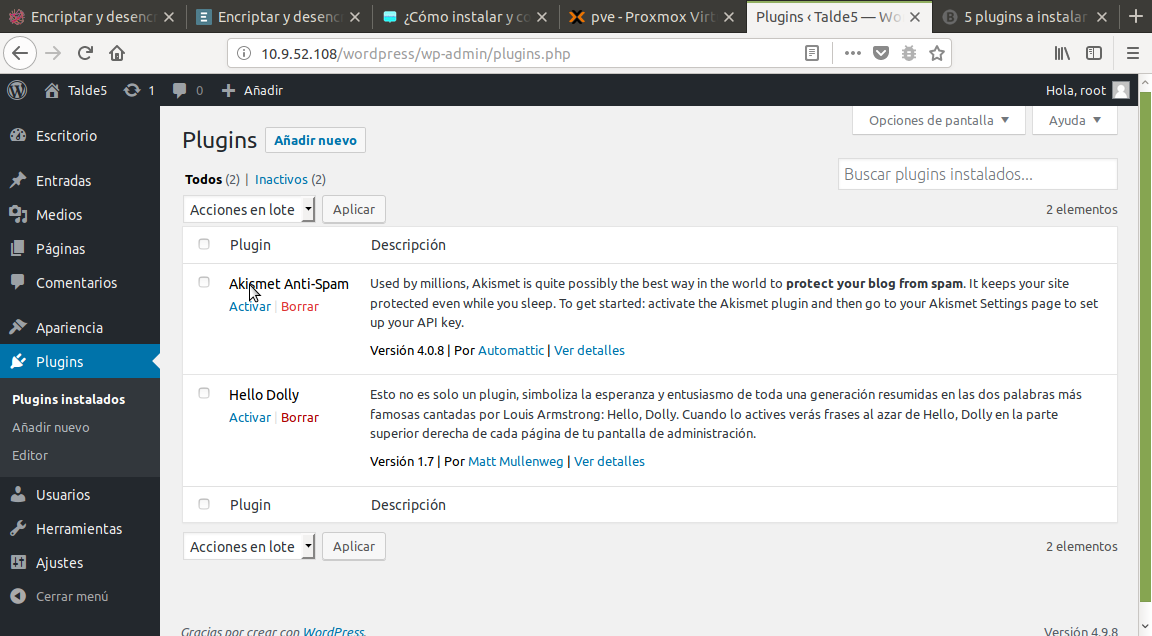 Encriptar y desenc
Encriptar y desenc
¿Cómo instalar y co
pve - Proxmox Virt
Plugins ‹ Talde5 — Wo
5 plugins a instalar
10.9.52.108/wordpress/wp-admin/plugins.php
Talde5
1
0
Añadir
Hola, root
Escritorio
Entradas
Medios
Páginas
Comentarios
Apariencia
Plugins
Plugins instalados
Añadir nuevo
Editor
Usuarios
Herramientas
Ajustes
Cerrar menú
Opciones de pantalla
Ayuda
Plugins
Añadir nuevo
Todos (2) | Inactivos (2)
Buscar plugins instalados...
Acciones en lote
Aplicar
2 elementos
Plugin
Descripción
Akismet Anti-Spam
Activar | Borrar
Used by millions, Akismet is quite possibly the best way in the world to protect your blog from spam. It keeps your site
protected even while you sleep. To get started: activate the Akismet plugin and then go to your Akismet Settings page to set
up your API key.
Versión 4.0.8 | Por Automattic | Ver detalles
Hello Dolly
Activar | Borrar
Esto no es solo un plugin, simboliza la esperanza y entusiasmo de toda una generación resumidas en las dos palabras más
famosas cantadas por Louis Armstrong: Hello, Dolly. Cuando lo actives verás frases al azar de Hello, Dolly en la parte
superior derecha de cada página de tu pantalla de administración.
Versión 1.7 | Por Matt Mullenweg | Ver detalles
Plugin
Descripción
Acciones en lote
Aplicar
2 elementos
Gracias por crear con WordPress.
Versión 4.9.8